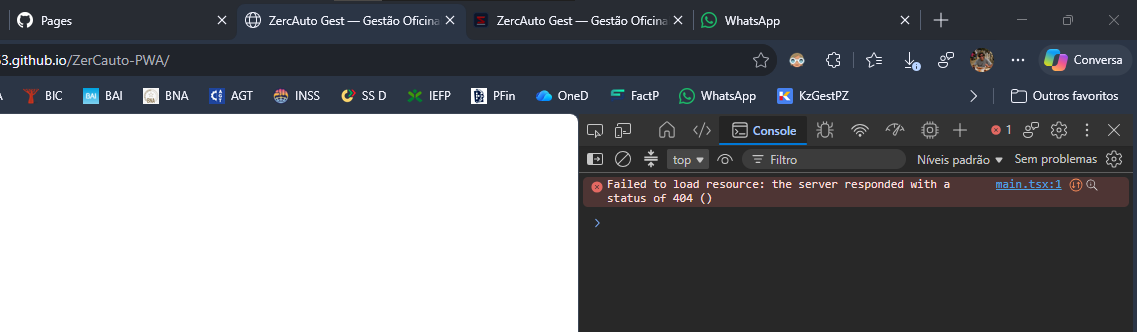 Pages
ZercAuto Gest — Gestão Oficina
ZercAuto Gest — Gestão Oficina
WhatsApp
3.github.io/ZerCauto-PWA/
Conversa
A
BIC
BAI
BAI
BNA
AGT
INSS
SS D
IEFP
PFin
OneD
FactP
WhatsApp
KzGestPZ
Outros favoritos
Console
1
top
Filtro
Níveis padrão
Sem problemas
Failed to load resource: the server responded with a
status of 404 ()
main.tsx:1